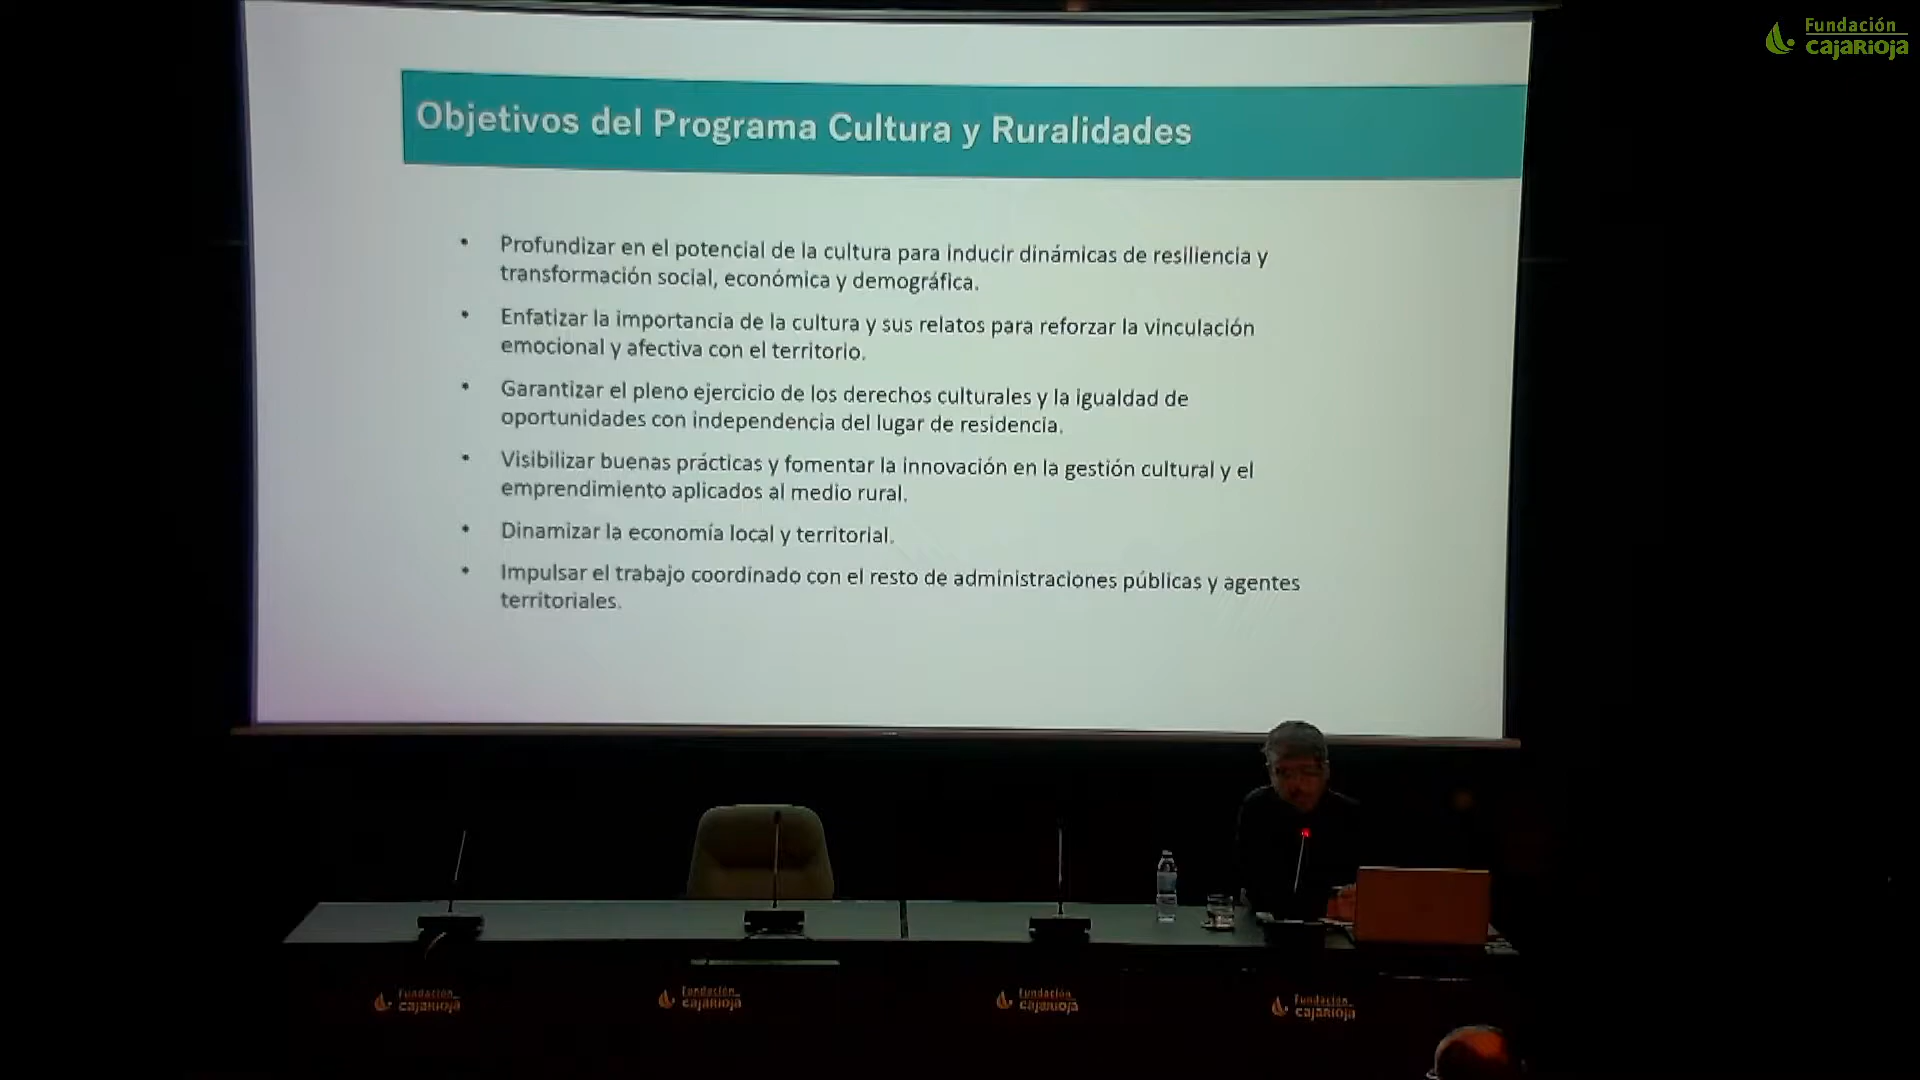 Fundación
cajaRioja
Objetivos del Programa Cultura y Ruralidades
• Profundizar en el potencial de la cultura para inducir dinámicas de resiliencia y
transformación social, económica y demográfica.
• Enfatizar la importancia de la cultura y sus relatos para reforzar la vinculación
emocional y afectiva con el territorio.
• Garantizar el pleno ejercicio de los derechos culturales y la igualdad de
oportunidades con independencia del lugar de residencia.
• Visibilizar buenas prácticas y fomentar la innovación en la gestión cultural y el
emprendimiento aplicados al medio rural.
• Dinamizar la economía local y territorial.
• Impulsar el trabajo coordinado con el resto de administraciones públicas y agentes
territoriales.
Fundación
cajaRioja
Fundación
cajaRioja
Fundación
cajaRioja
Fundación
cajaRioja